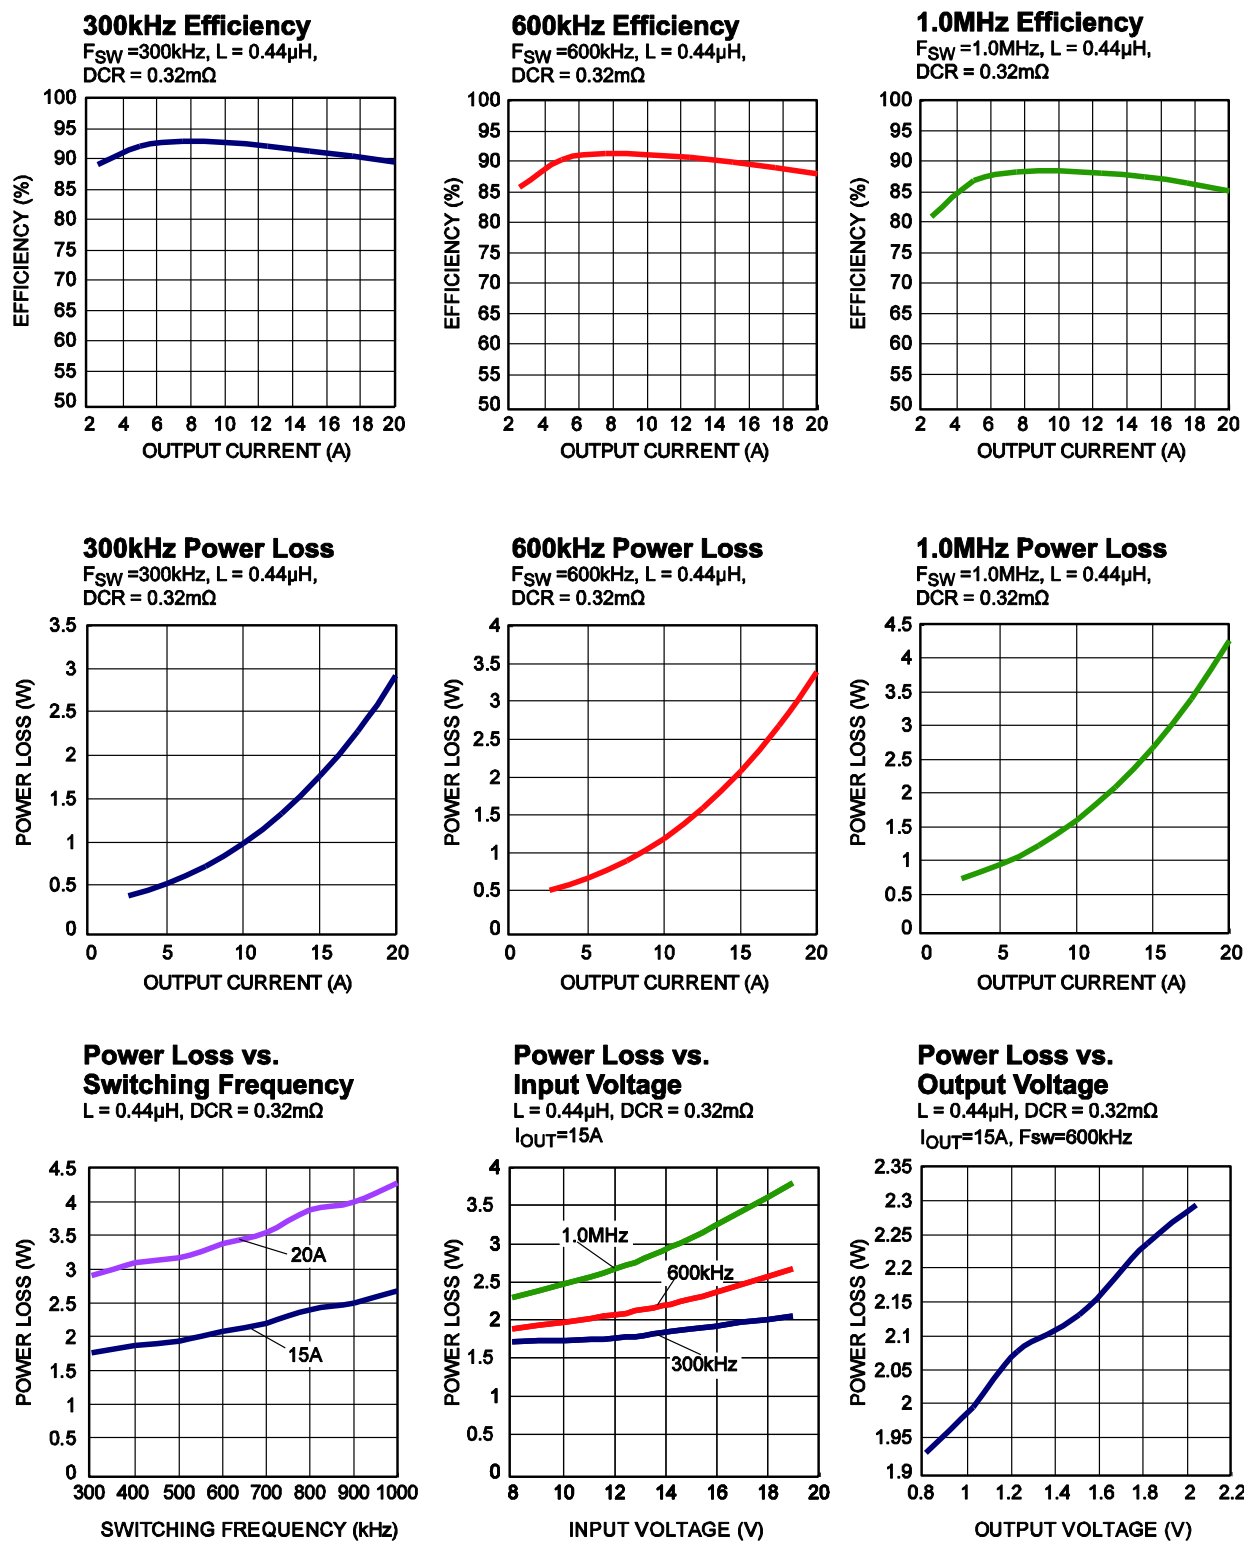 300kHz Efficiency
FSW =300kHz, L = 0.44µH,
DCR = 0.32mΩ
EFFICIENCY (%)
100
95
90
85
80
75
70
65
60
55
50
2 4 6 8 10 12 14 16 18 20
OUTPUT CURRENT (A)
600kHz Efficiency
FSW =600kHz, L = 0.44µH,
DCR = 0.32mΩ
EFFICIENCY (%)
100
95
90
85
80
75
70
65
60
55
50
2 4 6 8 10 12 14 16 18 20
OUTPUT CURRENT (A)
1.0MHz Efficiency
FSW =1.0MHz, L = 0.44µH,
DCR = 0.32mΩ
EFFICIENCY (%)
100
95
90
85
80
75
70
65
60
55
50
2 4 6 8 10 12 14 16 18 20
OUTPUT CURRENT (A)
300kHz Power Loss
FSW =300kHz, L = 0.44µH,
DCR = 0.32mΩ
POWER LOSS (W)
3.5
3
2.5
2
1.5
1
0.5
0
0 5 10 15 20
OUTPUT CURRENT (A)
600kHz Power Loss
FSW =600kHz, L = 0.44µH,
DCR = 0.32mΩ
POWER LOSS (W)
4
3.5
3
2.5
2
1.5
1
0.5
0
0 5 10 15 20
OUTPUT CURRENT (A)
1.0MHz Power Loss
FSW =1.0MHz, L = 0.44µH,
DCR = 0.32mΩ
POWER LOSS (W)
4.5
4
3.5
3
2.5
2
1.5
1
0.5
0
0 5 10 15 20
OUTPUT CURRENT (A)
Power Loss vs.
Switching Frequency
L = 0.44µH, DCR = 0.32mΩ
POWER LOSS (W)
4.5
4
3.5
3
2.5
2
1.5
1
0.5
0
20A
15A
300 400 500 600 700 800 900 1000
SWITCHING FREQUENCY (kHz)
Power Loss vs.
Input Voltage
L = 0.44µH, DCR = 0.32mΩ
IOUT=15A
POWER LOSS (W)
4
3.5
3
2.5
2
1.5
1
0.5
0
1.0MHz
600kHz
300kHz
8 10 12 14 16 18 20
INPUT VOLTAGE (V)
Power Loss vs.
Output Voltage
L = 0.44µH, DCR = 0.32mΩ
IOUT=15A, Fsw=600kHz
POWER LOSS (W)
2.35
2.3
2.25
2.2
2.15
2.1
2.05
2
1.95
1.9
0.8 1 1.2 1.4 1.6 1.8 2 2.2
OUTPUT VOLTAGE (V)